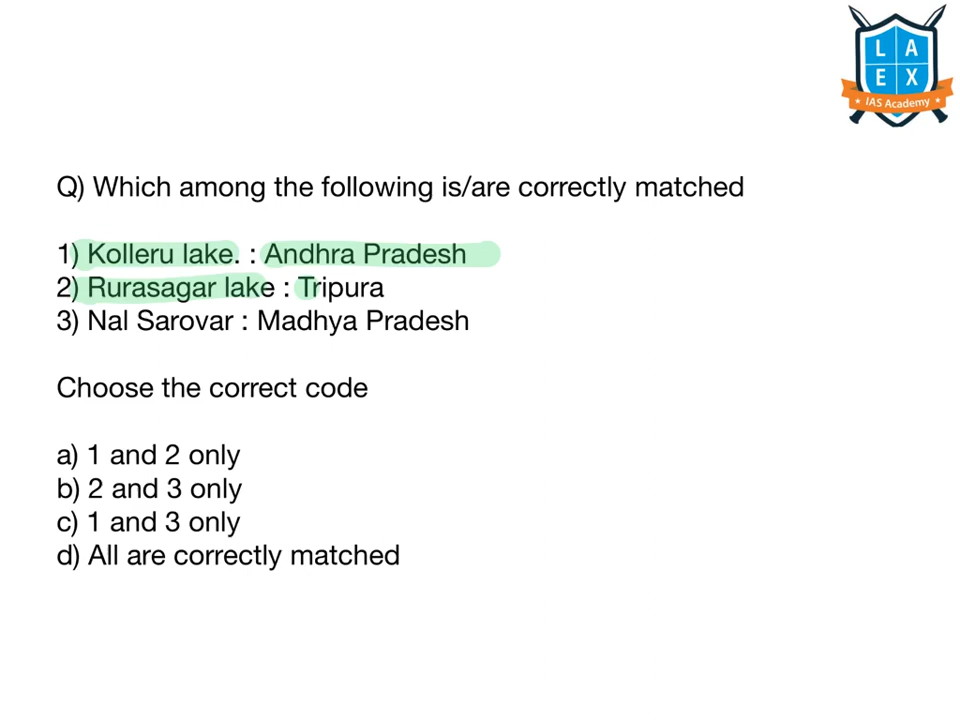 L A
E X
IAS Academy
Q) Which among the following is/are correctly matched
1) Kolleru lake. : Andhra Pradesh
2) Rurasagar lake : Tripura
3) Nal Sarovar : Madhya Pradesh
Choose the correct code
a) 1 and 2 only
b) 2 and 3 only
c) 1 and 3 only
d) All are correctly matched